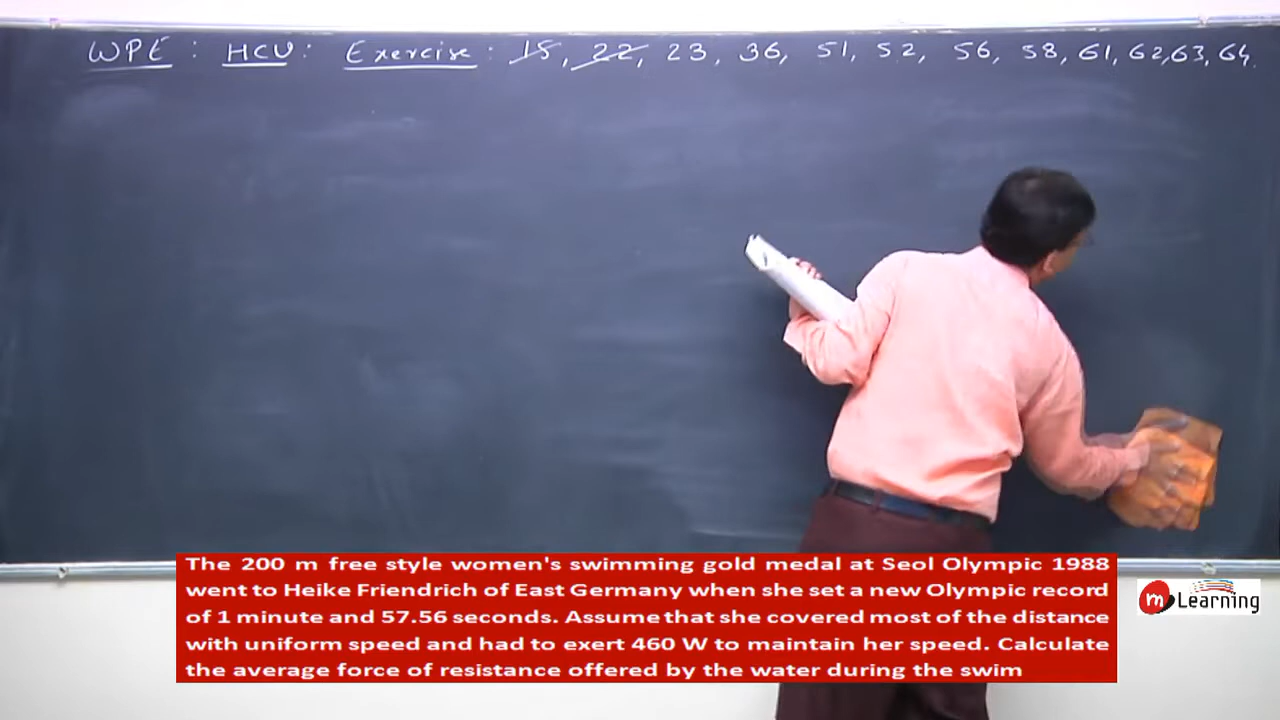 WPE : HCV : Exercise : 15, 22, 23, 36, 51, 52, 56, 58, 61, 62, 63, 64.
The 200 m free style women's swimming gold medal at Seol Olympic 1988
went to Heike Friendrich of East Germany when she set a new Olympic record
of 1 minute and 57.56 seconds. Assume that she covered most of the distance
with uniform speed and had to exert 460 W to maintain her speed. Calculate
the average force of resistance offered by the water during the swim
m Learning